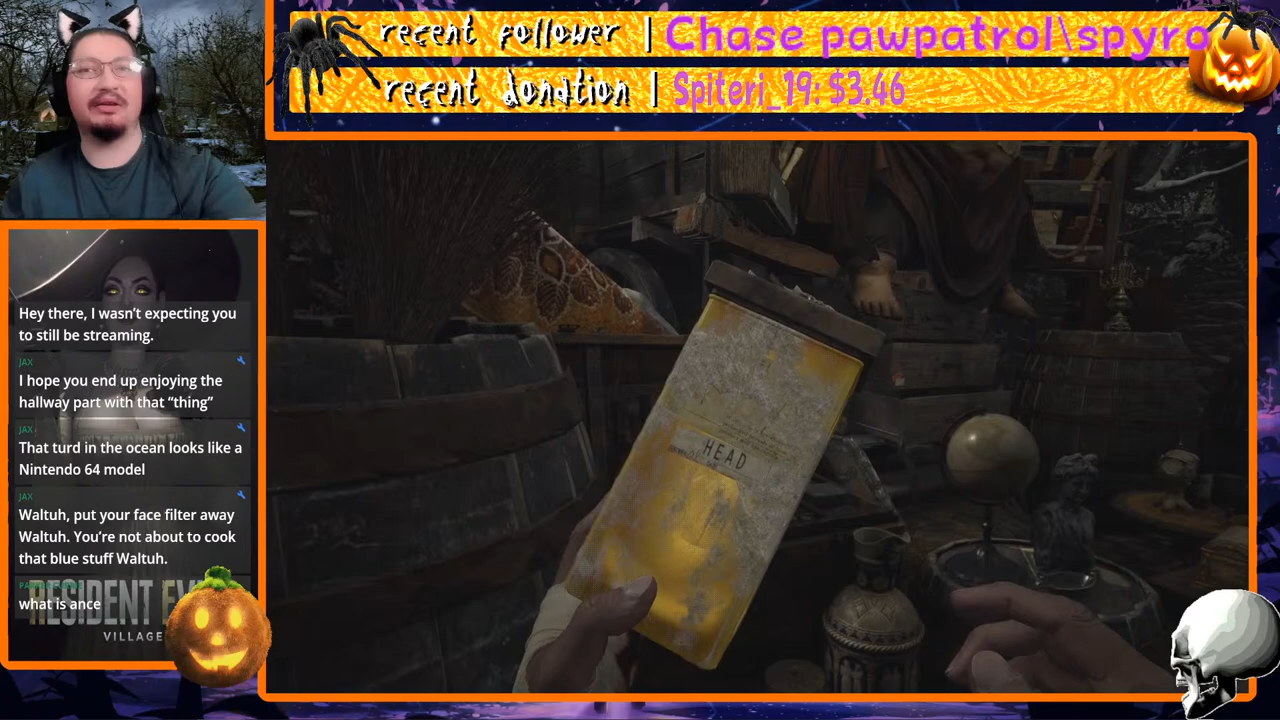 recent follower | Chase pawpatrol\spyro
recent donation | Spiteri_19: $3.46
Hey there, I wasn't expecting you
to still be streaming.
JAX
I hope you end up enjoying the
hallway part with that “thing”
JAX
That turd in the ocean looks like a
Nintendo 64 model
JAX
Waltuh, put your face filter away
Waltuh. You're not about to cook
that blue stuff Waltuh.
what is ance
RESIDENT EV
VILLAGE
HEAD